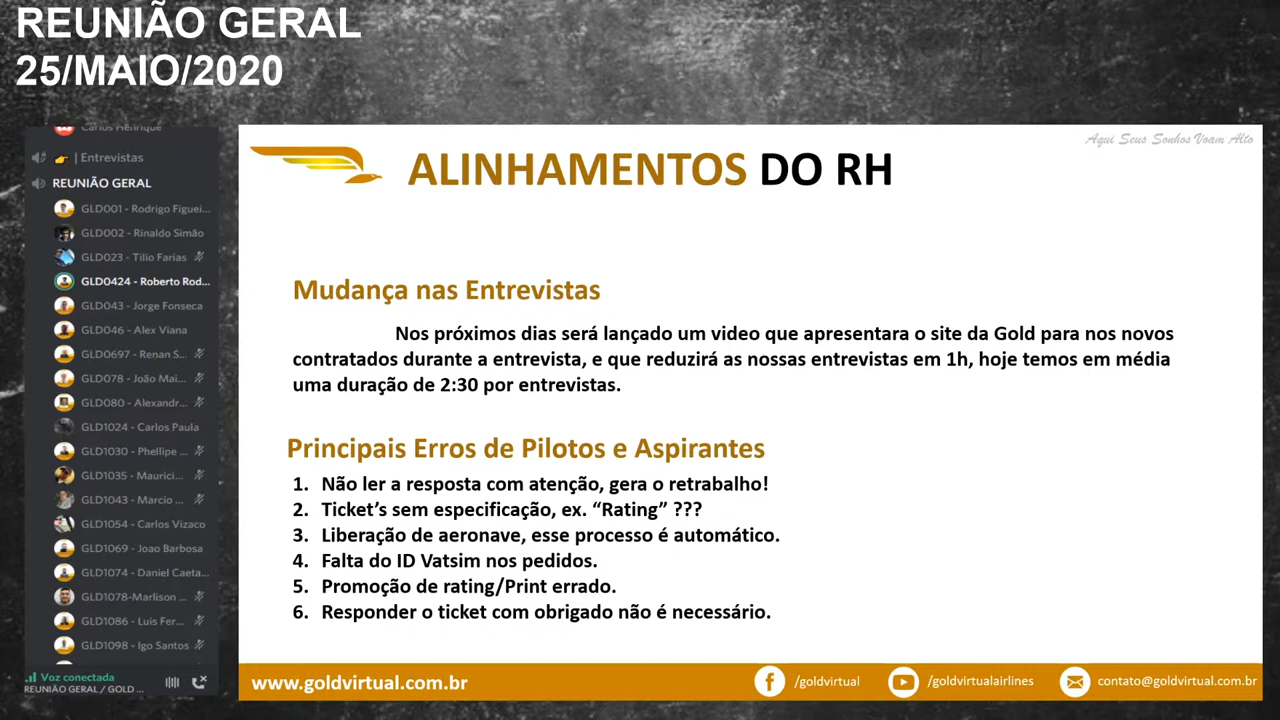 REUNIÃO GERAL
25/MAIO/2020
Carlos Henrique
| Entrevistas
REUNIÃO GERAL
GLD001 - Rodrigo Figuei...
GLD002 - Rinaldo Simão
GLD023 - Tilio Farias
GLD0424 - Roberto Rod...
GLD043 - Jorge Fonseca
GLD046 - Alex Viana
GLD0697 - Renan S...
GLD078 - João Mai...
GLD080 - Alexandr...
GLD1024 - Carlos Paula
GLD1030 - Phellipe ...
GLD1035 - Maurici...
GLD1043 - Marcio ...
GLD1054 - Carlos Vizaco
GLD1069 - Joao Barbosa
GLD1074 - Daniel Caeta...
GLD1078-Marlison ...
GLD1086 - Luis Fer...
GLD1098 - Igo Santos
Voz conectada
REUNIÃO GERAL / GOLD ...
Aqui Seus Sonhos Voam Alto
ALINHAMENTOS DO RH
Mudança nas Entrevistas
Nos próximos dias será lançado um video que apresentara o site da Gold para nos novos
contratados durante a entrevista, e que reduzirá as nossas entrevistas em 1h, hoje temos em média
uma duração de 2:30 por entrevistas.
Principais Erros de Pilotos e Aspirantes
1. Não ler a resposta com atenção, gera o retrabalho!
2. Ticket’s sem especificação, ex. “Rating” ???
3. Liberação de aeronave, esse processo é automático.
4. Falta do ID Vatsim nos pedidos.
5. Promoção de rating/Print errado.
6. Responder o ticket com obrigado não é necessário.
www.goldvirtual.com.br
/goldvirtual
/goldvirtualairlines
contato@goldvirtual.com.br